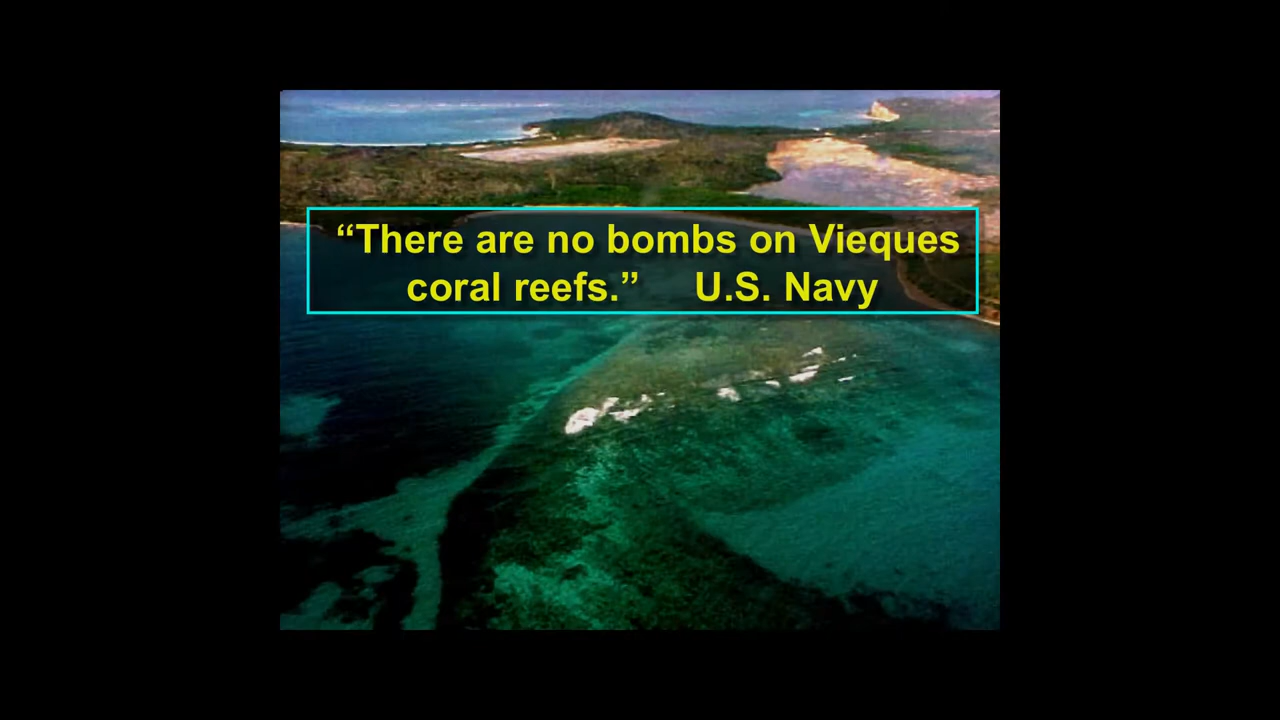 “There are no bombs on Vieques
coral reefs.” U.S. Navy